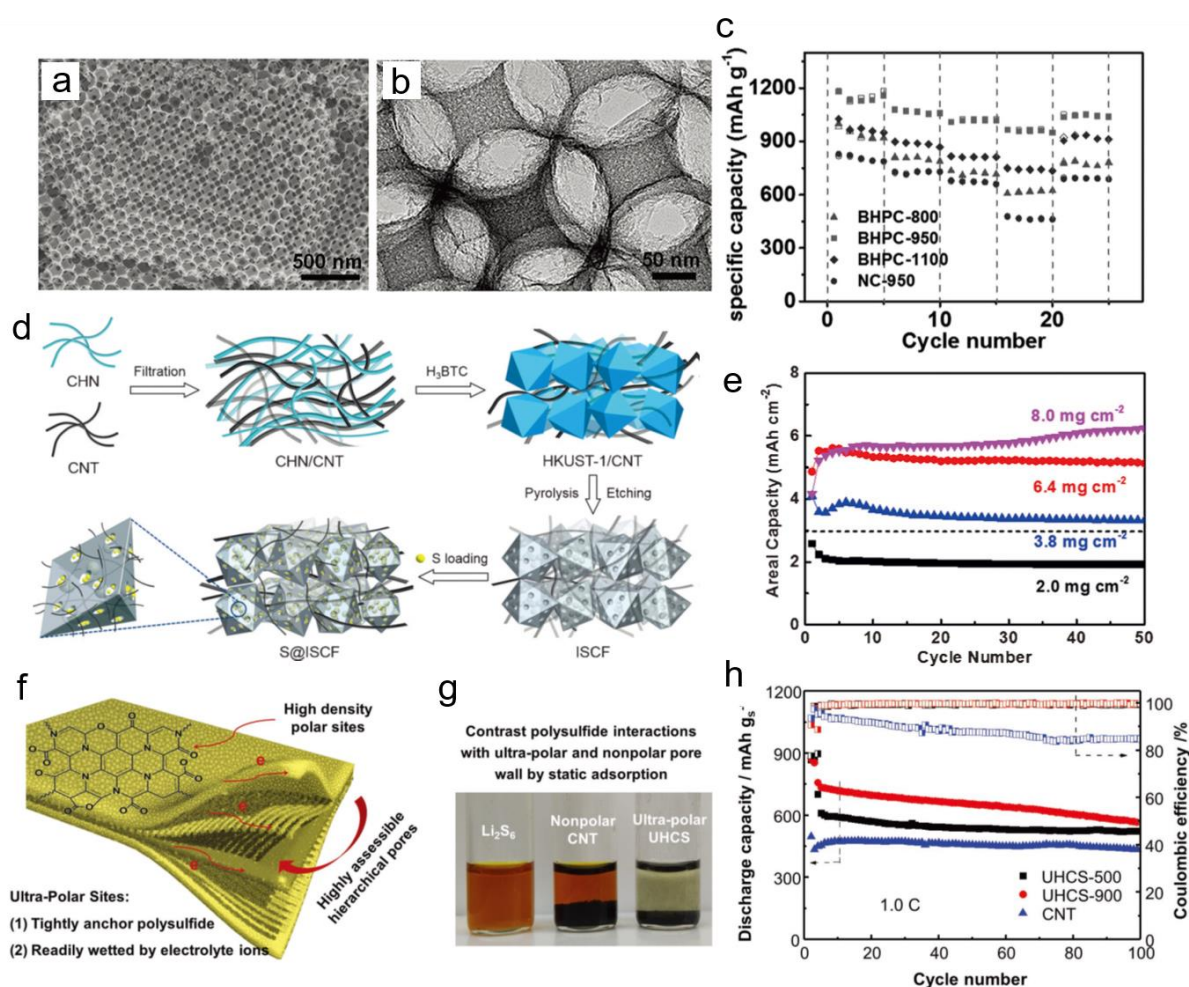 a
500 nm
b
50 nm
c
specific capacity (mAh g⁻¹)
1200
900
600
300
0
BHPC-800
BHPC-950
BHPC-1100
NC-950
0 10 20
Cycle number
d
CHN
CNT
Filtration
CHN/CNT
H₃BTC
HKUST-1/CNT
Pyrolysis Etching
ISCF
S loading
S@ISCF
e
Areal Capacity (mAh cm⁻²)
8
6
4
2
0
8.0 mg cm⁻²
6.4 mg cm⁻²
3.8 mg cm⁻²
2.0 mg cm⁻²
0 10 20 30 40 50
Cycle Number
f
High density
polar sites
e
e
e
Highly assessible
hierarchical pores
Ultra-Polar Sites:
(1) Tightly anchor polysulfide
(2) Readily wetted by electrolyte ions
g
Contrast polysulfide interactions
with ultra-polar and nonpolar pore
wall by static adsorption
Li₂S₆
Nonpolar
CNT
Ultra-polar
UHCS
h
Discharge capacity / mAh gₛ⁻
1200
1050
900
750
600
450
300
0
100
80
60
40
20
0
Coulombic efficiency /%
UHCS-500
UHCS-900
CNT
1.0 C
0 20 40 60 80 100
Cycle number